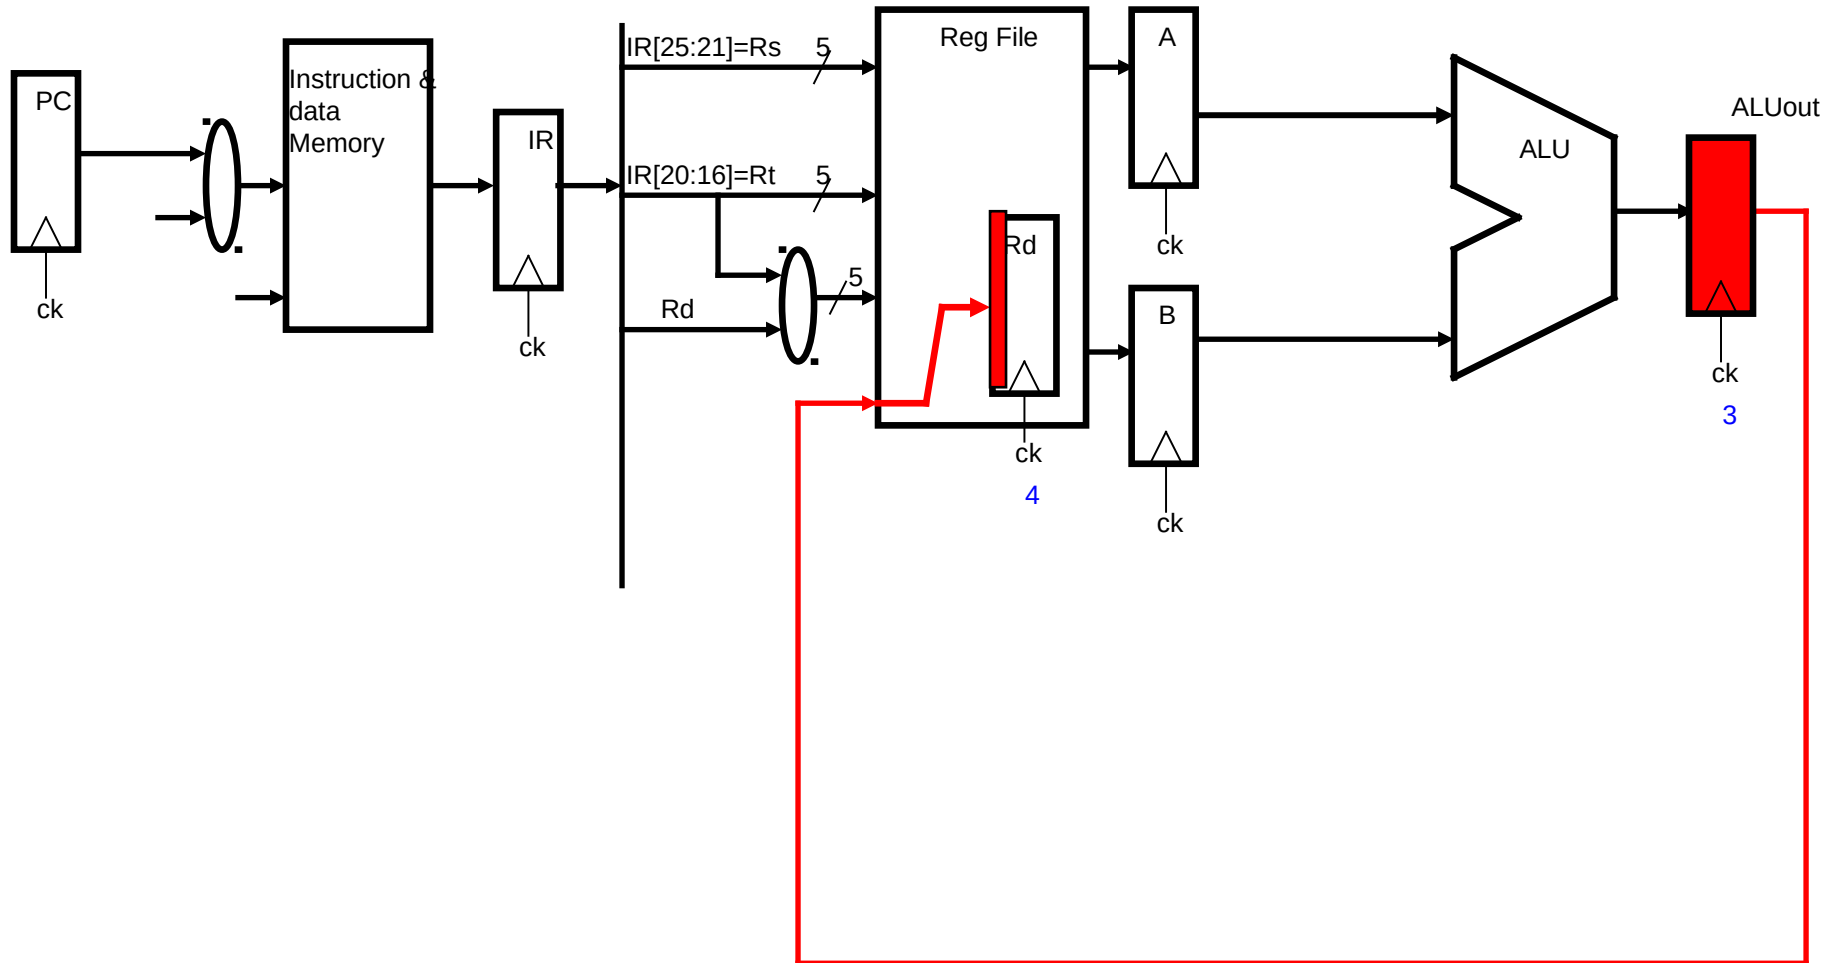 PC
ck
Instruction &
data
Memory
IR
ck
IR[25:21]=Rs 5
IR[20:16]=Rt 5
Rd
5
Reg File
Rd
ck
4
A
ck
B
ck
ALU
ALUout
ck
3